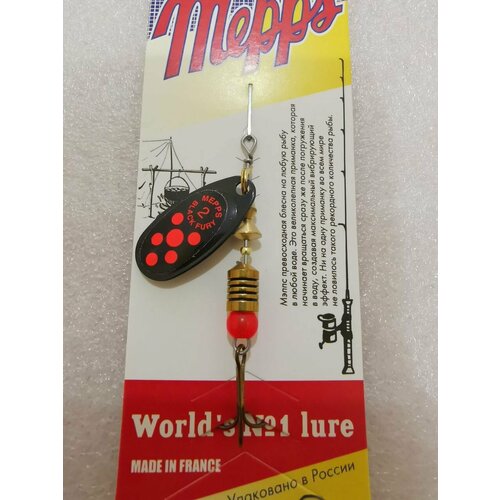 Mepps
MEPPS
2
BLACK FURY
Мэппс превосходная блесна на любую рыбу
в любой воде. Это великолепная приманка, которая
начинает вращаться сразу же после погружения
в воду, создавая максимальный вибрирующий
эффект. Ни на одну приманку во всём мире
не ловилось такого рекордного количества рыбы.
World's №1 lure
MADE IN FRANCE
Упаковано в России